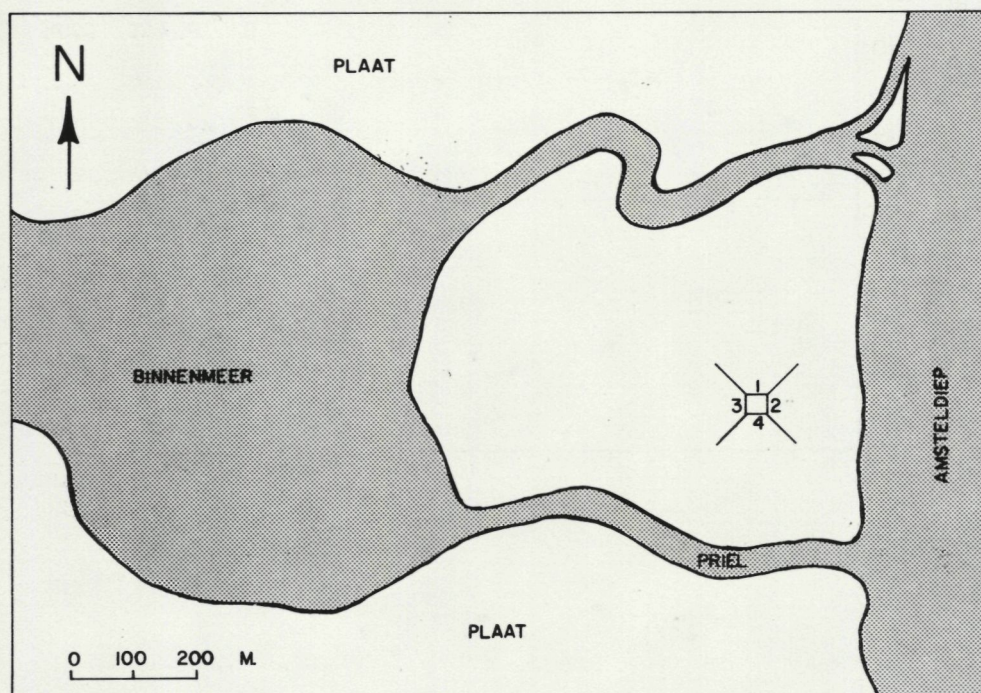 N
PLAAT
BINNENMEER
1
3 2
4
AMSTELDIEP
PRIEL
PLAAT
0 100 200 M.